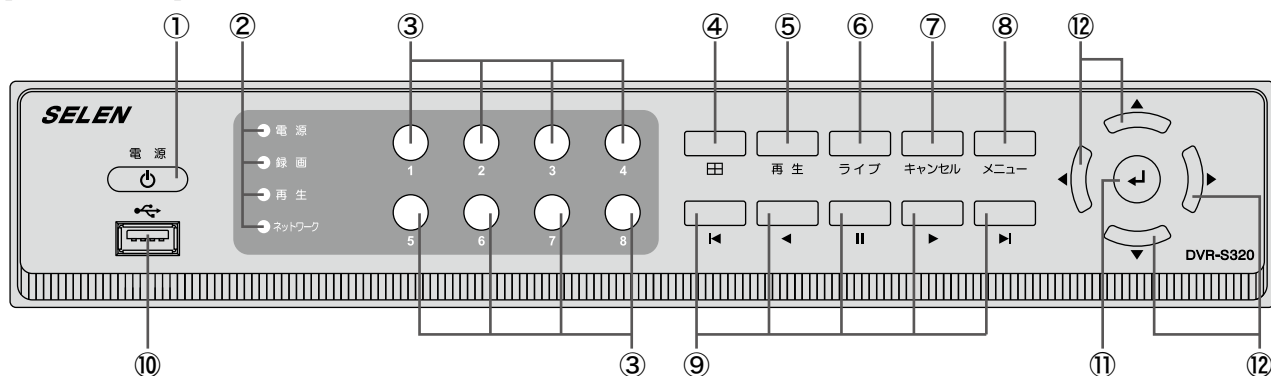 ① ② ③ ④ ⑤ ⑥ ⑦ ⑧ ⑫
SELEN
電源
電源
録画
再生
ネットワーク
1 2 3 4
5 6 7 8
再生 ライブ キャンセル メニュー
DVR-S320
⑩ ③ ⑨ ⑪ ⑫